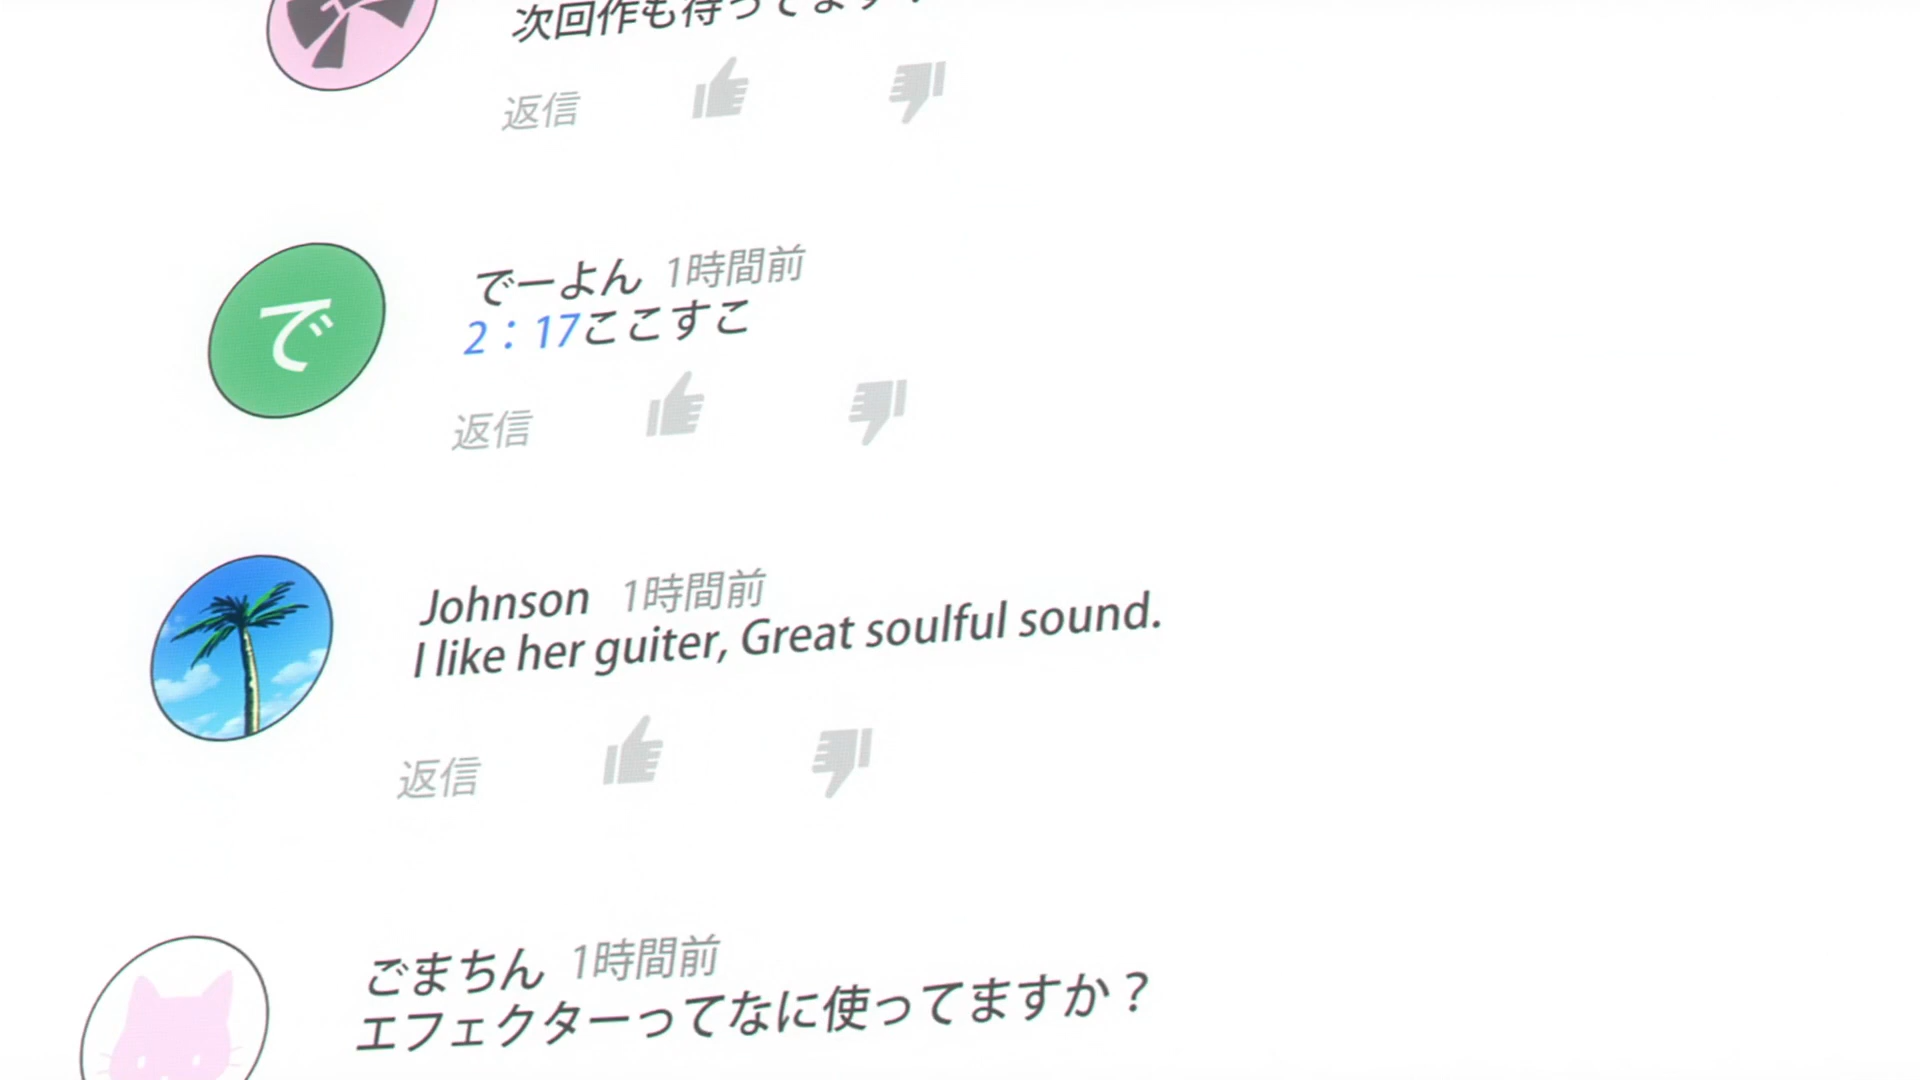 次回作も待ってます！
返信
で
でーよん 1時間前
2：17ここすこ
返信
Johnson 1時間前
I like her guiter, Great soulful sound.
返信
ごまちん 1時間前
エフェクターってなに使ってますか？